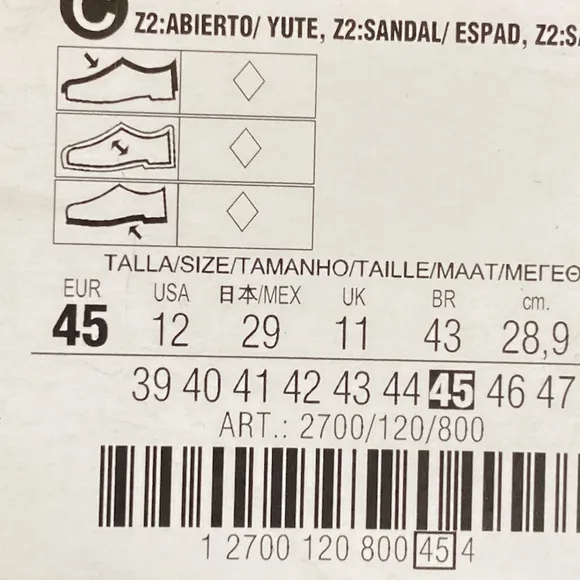 C Z2:ABIERTO/ YUTE, Z2:SANDAL/ ESPAD, Z2:SA
TALLA/SIZE/TAMANHO/TAILLE/MAAT/ΜΕΓΕΘ
EUR USA 日本/MEX UK BR cm.
45 12 29 11 43 28,9
39 40 41 42 43 44 45 46 47
ART.: 2700/120/800
1 2700 120 800 45 4